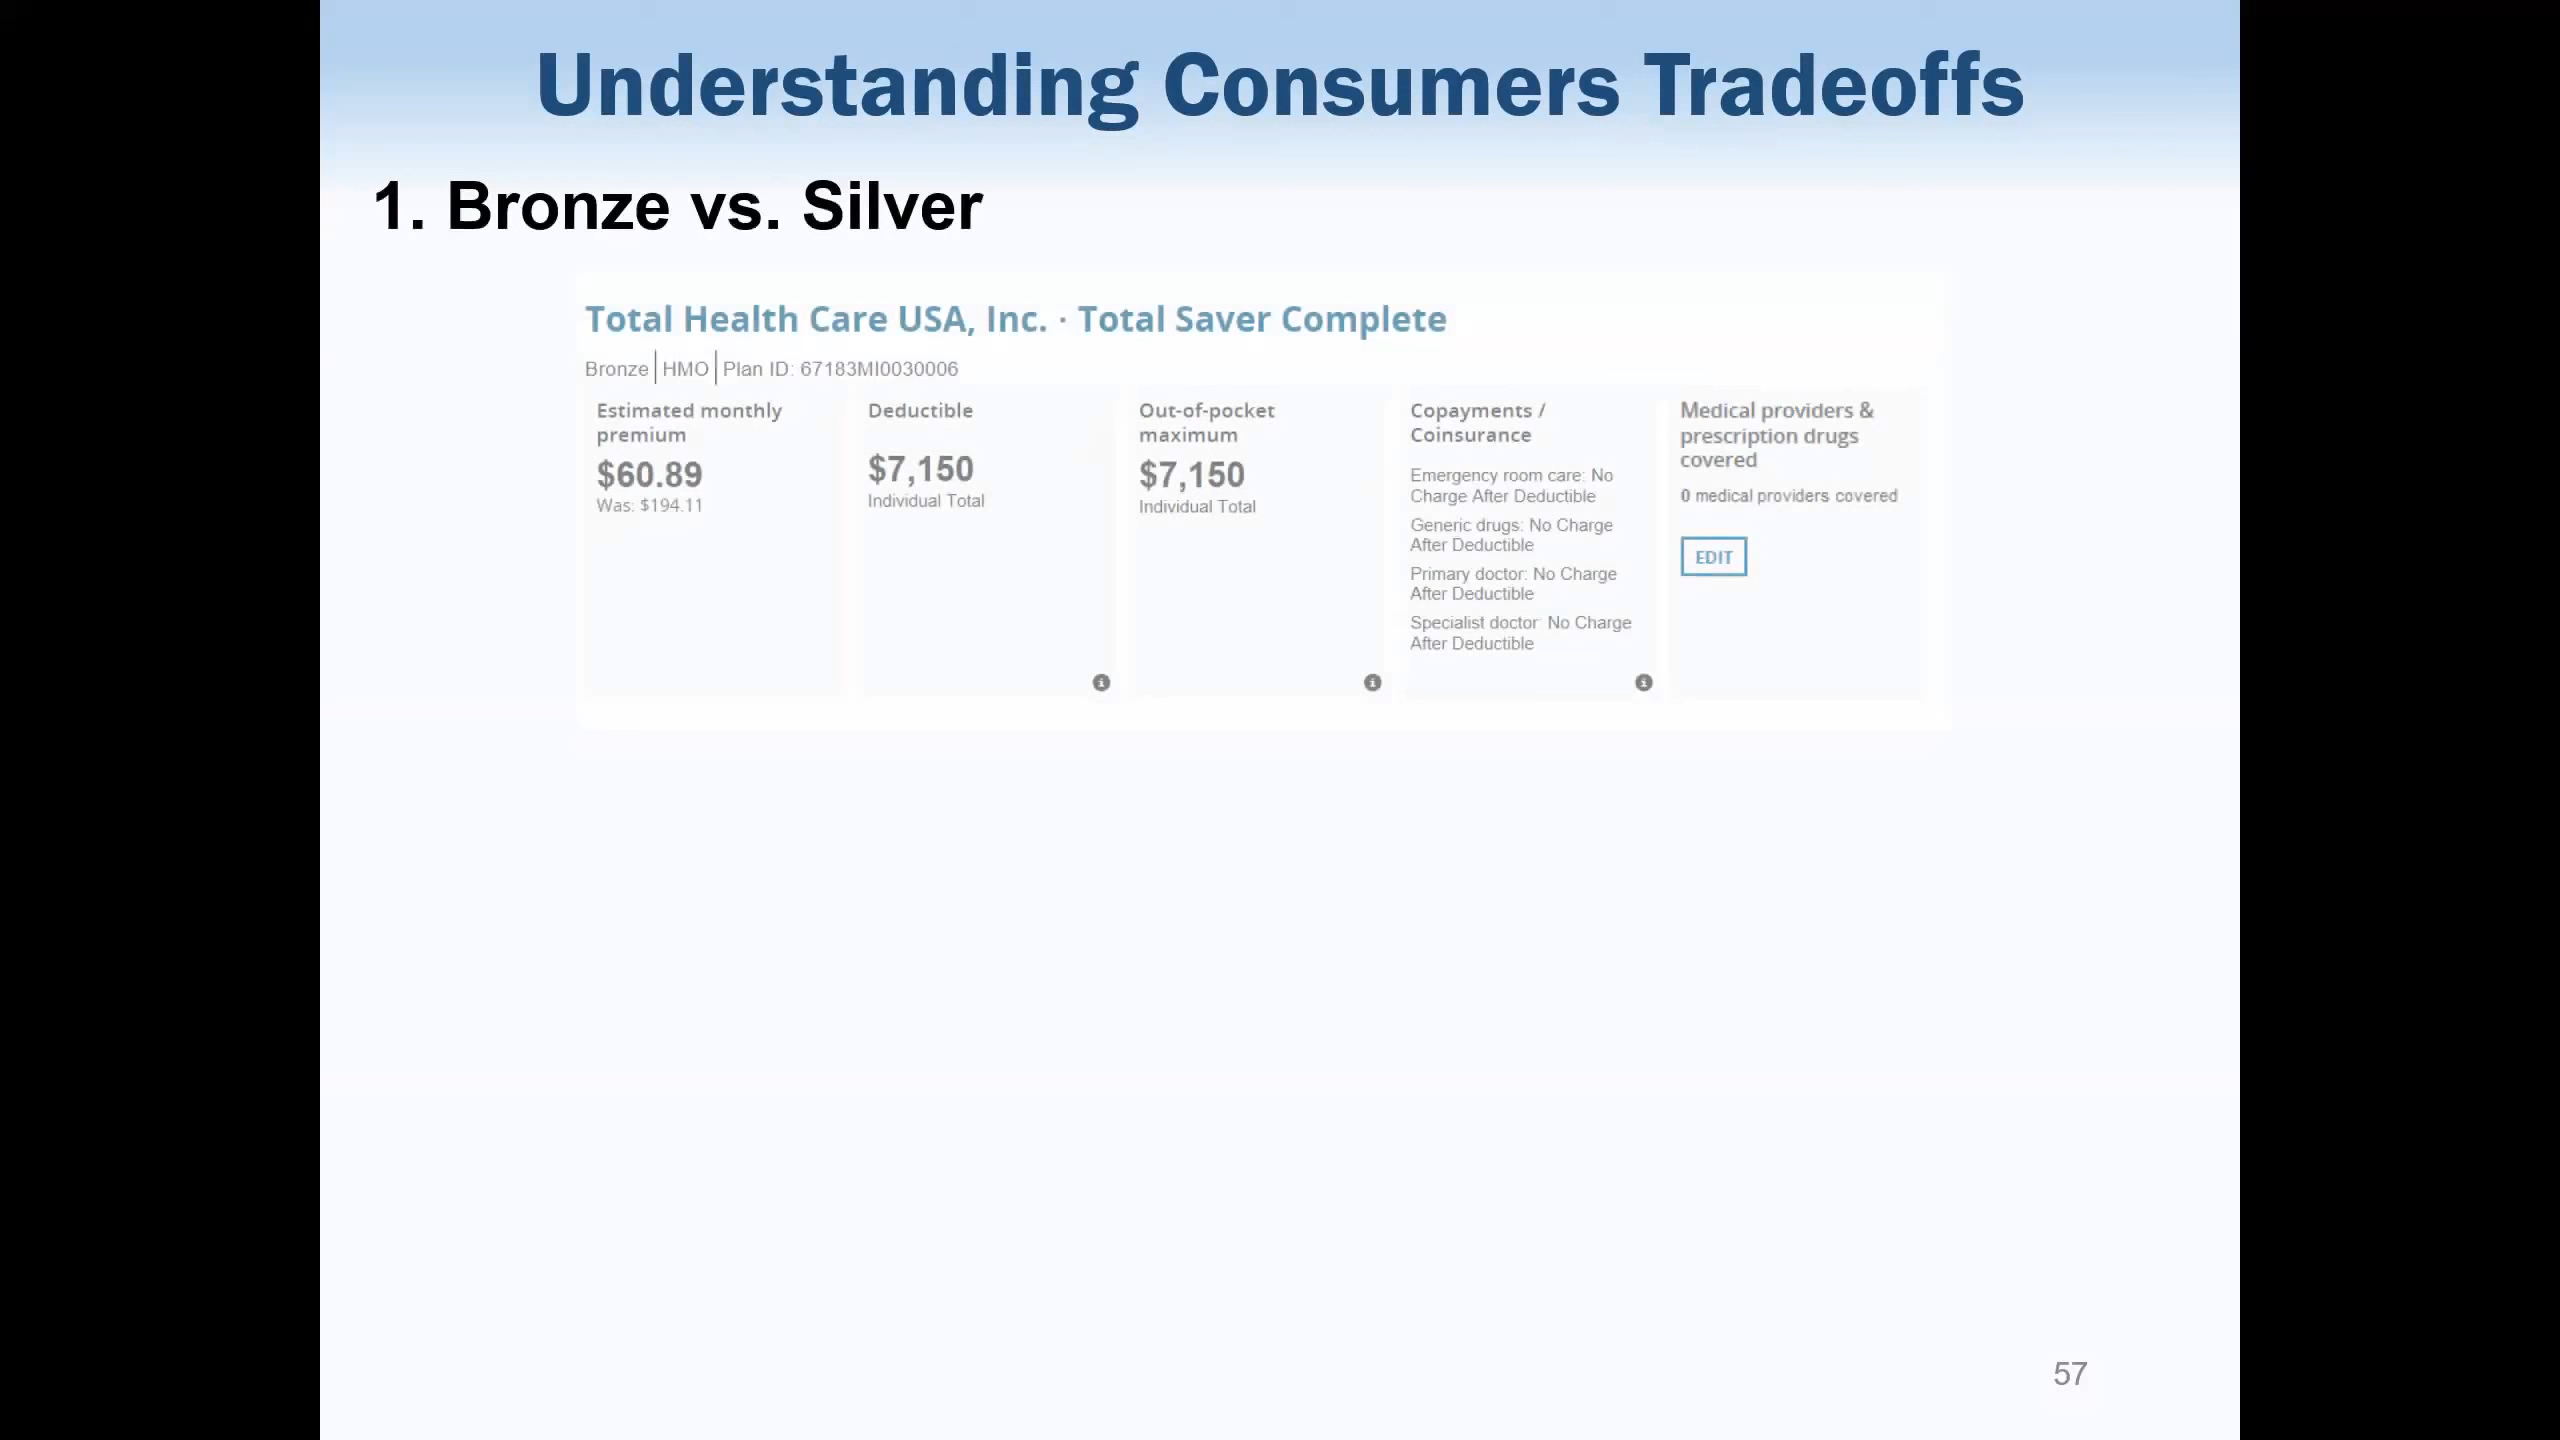 Understanding Consumers Tradeoffs
1. Bronze vs. Silver
Total Health Care USA, Inc. · Total Saver Complete
Bronze | HMO | Plan ID: 67183MI0030006
Estimated monthly
premium
$60.89
Was: $194.11
Deductible
$7,150
Individual Total
Out-of-pocket
maximum
$7,150
Individual Total
Copayments /
Coinsurance
Emergency room care: No
Charge After Deductible
Generic drugs: No Charge
After Deductible
Primary doctor: No Charge
After Deductible
Specialist doctor: No Charge
After Deductible
Medical providers &
prescription drugs
covered
0 medical providers covered
EDIT
57